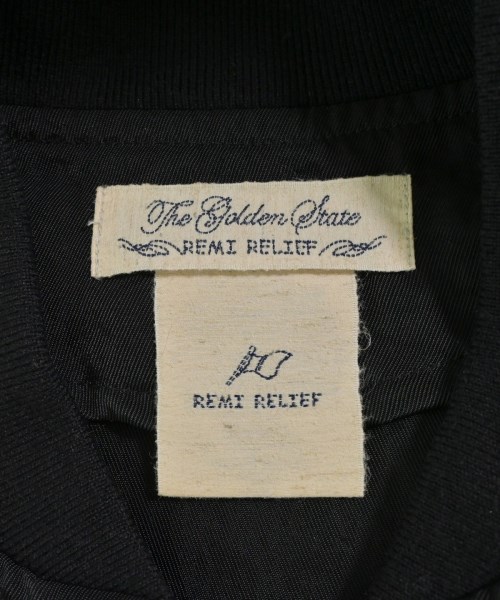 The Golden State
REMI RELIEF
REMI RELIEF